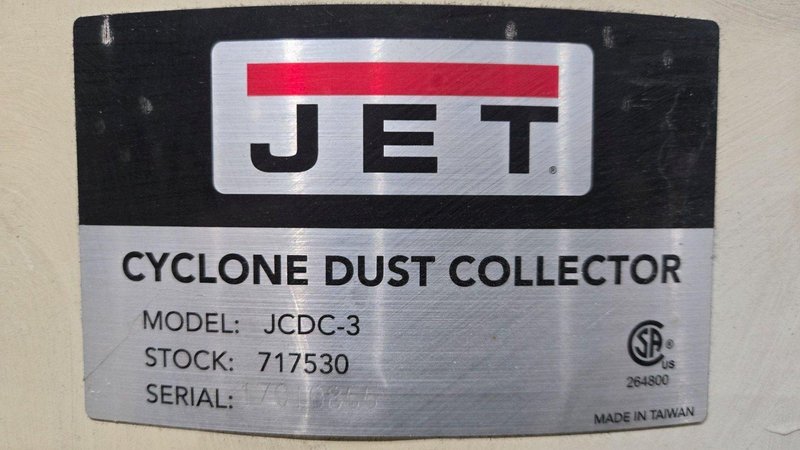 JET®
CYCLONE DUST COLLECTOR
MODEL: JCDC-3
STOCK: 717530
SERIAL:
SA®
US
264800
MADE IN TAIWAN